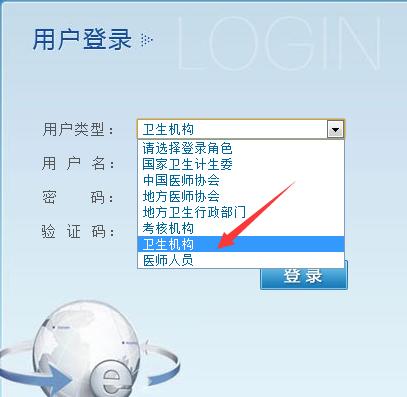 用户登录
LOGIN
用户类型： 卫生机构
请选择登录角色
用 户 名： 国家卫生计生委
中国医师协会
密 码： 地方医师协会
地方卫生行政部门
验 证 码： 考核机构
卫生机构
医师人员
登录
e